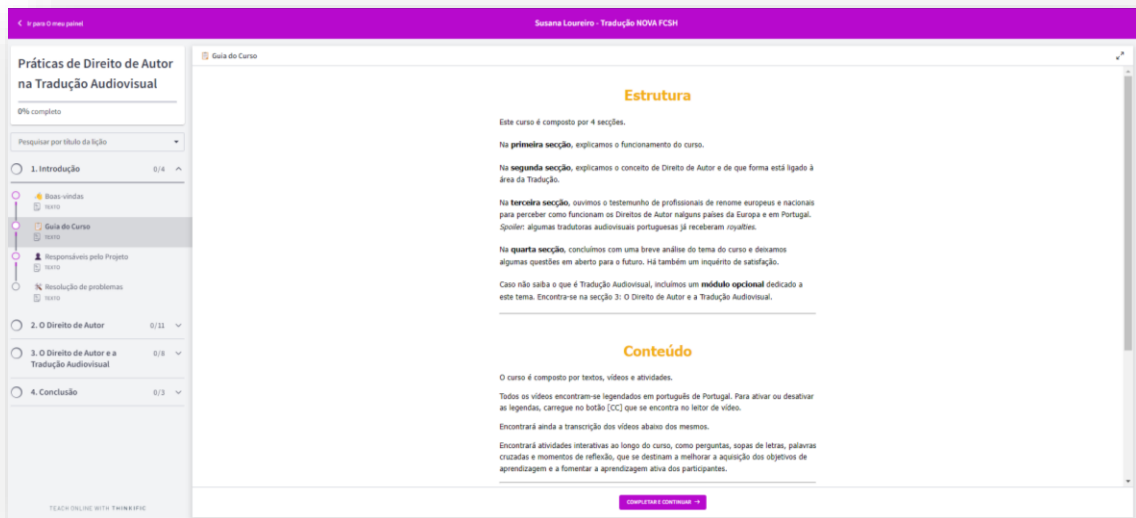 Ir para O meu painel
Susana Loureiro - Tradução NOVA FCSH
Práticas de Direito de Autor
na Tradução Audiovisual
0% completo
Pesquisar por título da lição
1. Introdução 0/4
Boas-vindas
TEXTO
Guia do Curso
TEXTO
Responsáveis pelo Projeto
TEXTO
Resolução de problemas
TEXTO
2. O Direito de Autor 0/11
3. O Direito de Autor e a
Tradução Audiovisual
0/8
4. Conclusão 0/3
TEACH ONLINE WITH THINKIFIC
Guia do Curso
Estrutura
Este curso é composto por 4 secções.
Na primeira secção, explicamos o funcionamento do curso.
Na segunda secção, explicamos o conceito de Direito de Autor e de que forma está ligado à
área da Tradução.
Na terceira secção, ouvimos o testemunho de profissionais de renome europeus e nacionais
para perceber como funcionam os Direitos de Autor nalguns países da Europa e em Portugal.
Spoiler: algumas tradutoras audiovisuais portuguesas já receberam royalties.
Na quarta secção, concluímos com uma breve análise do tema do curso e deixamos
algumas questões em aberto para o futuro. Há também um inquérito de satisfação.
Caso não saiba o que é Tradução Audiovisual, incluímos um módulo opcional dedicado a
este tema. Encontra-se na secção 3: O Direito de Autor e a Tradução Audiovisual.
Conteúdo
O curso é composto por textos, vídeos e atividades.
Todos os vídeos encontram-se legendados em português de Portugal. Para ativar ou desativar
as legendas, carregue no botão [CC] que se encontra no leitor de vídeo.
Encontrará ainda a transcrição dos vídeos abaixo dos mesmos.
Encontrará atividades interativas ao longo do curso, como perguntas, sopas de letras, palavras
cruzadas e momentos de reflexão, que se destinam a melhorar a aquisição dos objetivos de
aprendizagem e a fomentar a aprendizagem ativa dos participantes.
COMPLETAR E CONTINUAR →